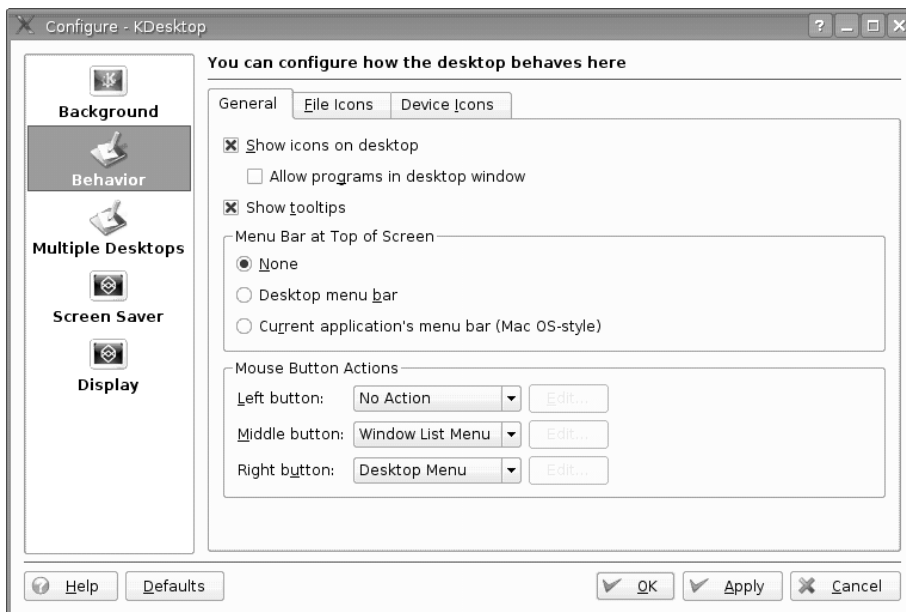 Configure - KDesktop
Background
Behavior
Multiple Desktops
Screen Saver
Display
You can configure how the desktop behaves here
General
File Icons
Device Icons
Show icons on desktop
Allow programs in desktop window
Show tooltips
Menu Bar at Top of Screen
None
Desktop menu bar
Current application's menu bar (Mac OS-style)
Mouse Button Actions
Left button: No Action Edit...
Middle button: Window List Menu Edit...
Right button: Desktop Menu Edit...
Help Defaults OK Apply Cancel